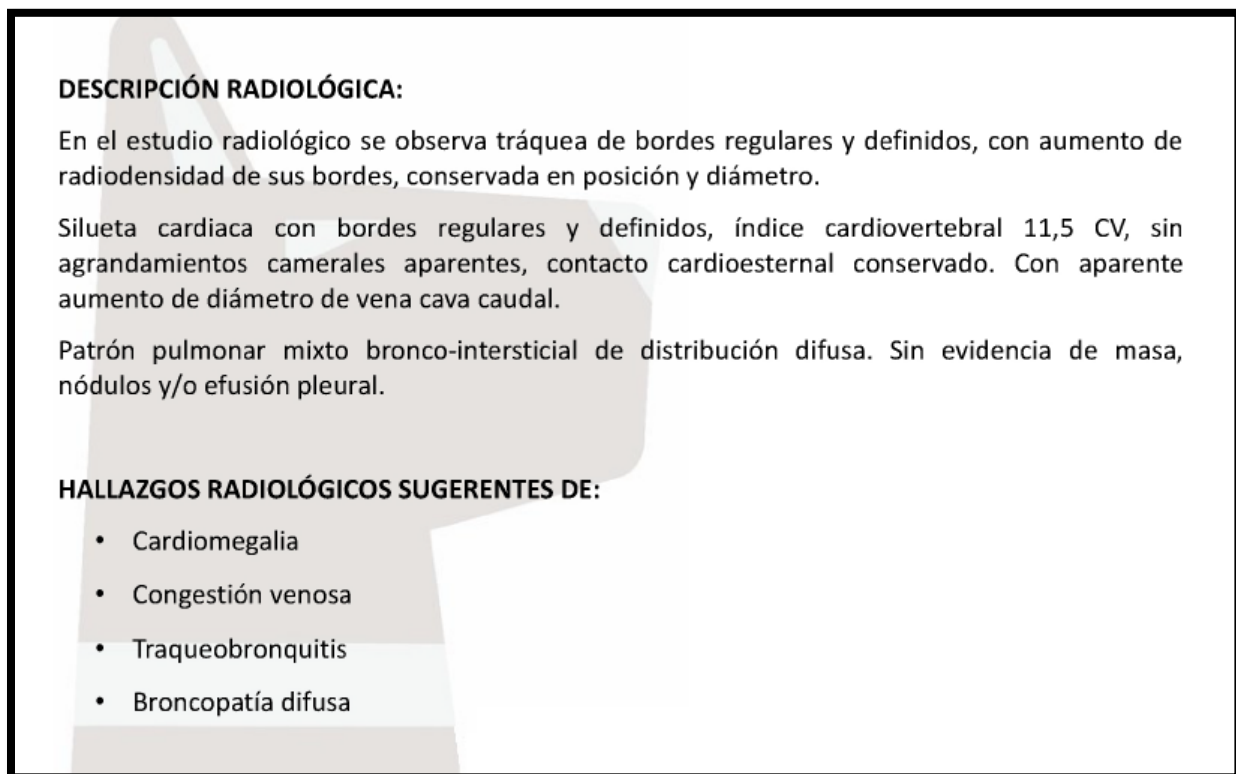 DESCRIPCIÓN RADIOLÓGICA:
En el estudio radiológico se observa tráquea de bordes regulares y definidos, con aumento de
radiodensidad de sus bordes, conservada en posición y diámetro.
Silueta cardiaca con bordes regulares y definidos, índice cardiovertebral 11,5 CV, sin
agrandamientos camerales aparentes, contacto cardioesternal conservado. Con aparente
aumento de diámetro de vena cava caudal.
Patrón pulmonar mixto bronco-intersticial de distribución difusa. Sin evidencia de masa,
nódulos y/o efusión pleural.
HALLAZGOS RADIOLÓGICOS SUGERENTES DE:
• Cardiomegalia
• Congestión venosa
• Traqueobronquitis
• Broncopatía difusa